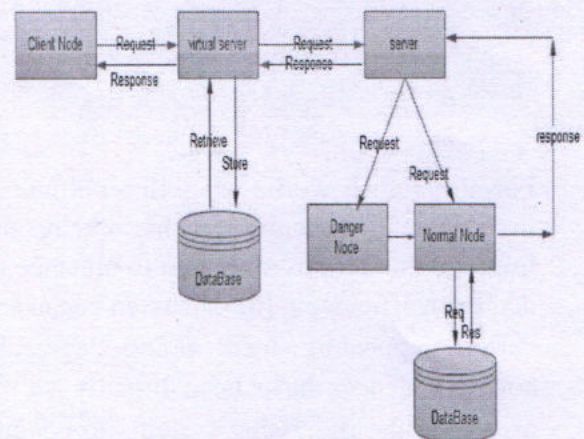 Client Node
Request
Response
virtual server
Request
Response
server
Retrieve
Store
DataBase
Request
Request
response
Danger
Node
Normal Node
Req
Res
DataBase